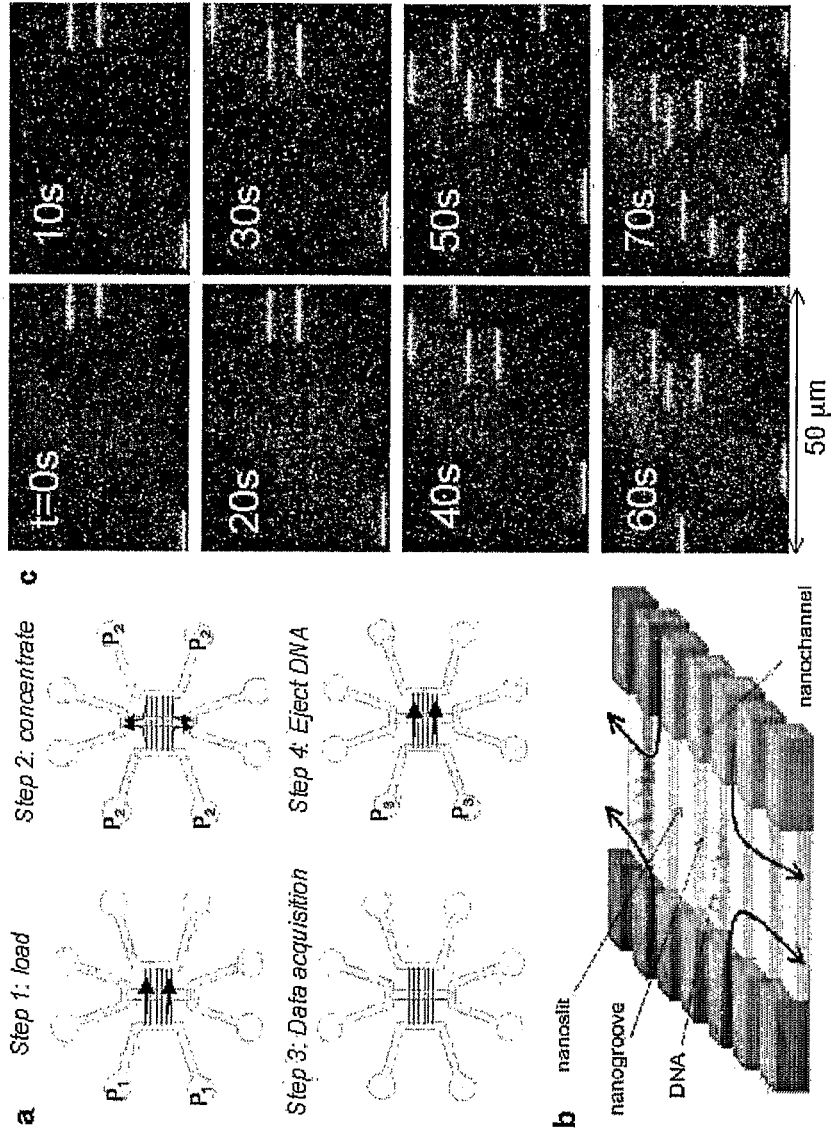 a
Step 1: load
P1
P1
Step 2: concentrate
P2
P2
P2
P2
Step 3: Data acquisition
Step 4: Eject DNA
P3
P3
b
nanoslit
nanogroove
DNA
nanochannel
c
t=0s
10s
20s
30s
40s
50s
60s
70s
50 µm